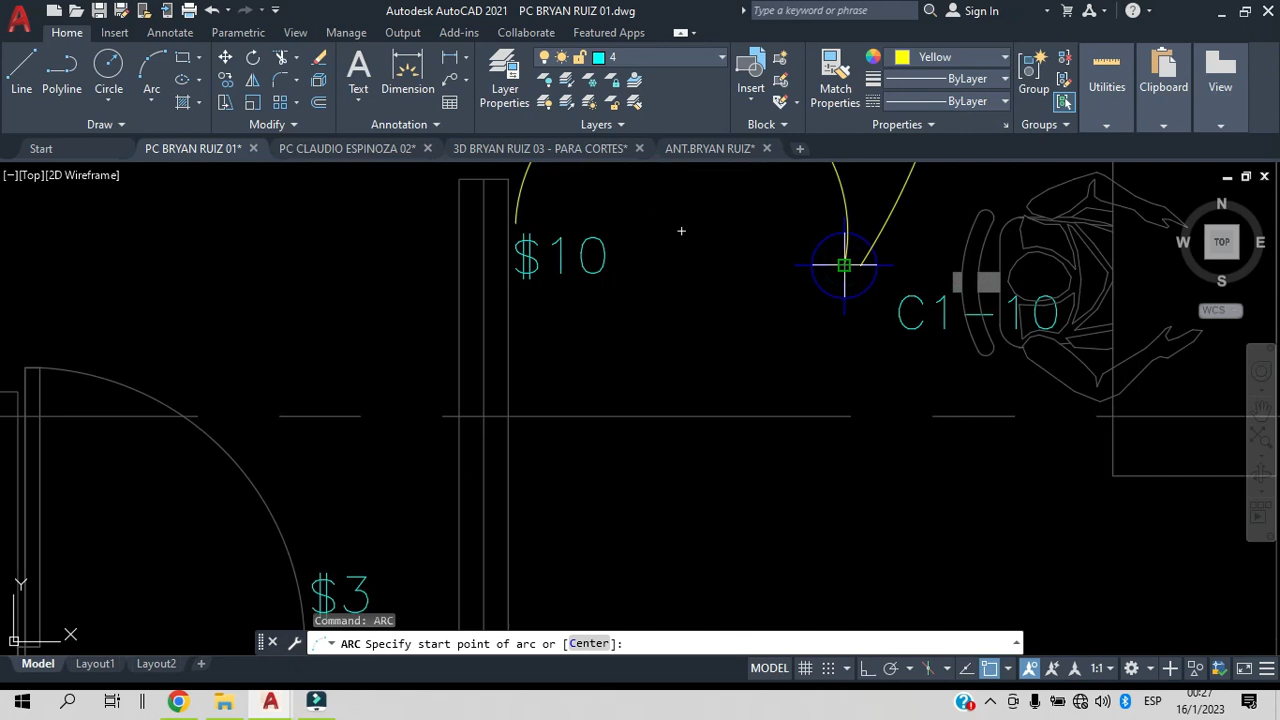 Autodesk AutoCAD 2021 PC BRYAN RUIZ 01.dwg
Type a keyword or phrase
Sign In
Home Insert Annotate Parametric View Manage Output Add-ins Collaborate Featured Apps
4
Yellow
ByLayer
ByLayer
Line Polyline Circle Arc
Text Dimension
Layer Properties
Insert
Match Properties
Group
Utilities
Clipboard
View
Draw Modify Annotation Layers Block Properties Groups
Start PC BRYAN RUIZ 01* PC CLAUDIO ESPINOZA 02* 3D BRYAN RUIZ 03 - PARA CORTES* ANT.BRYAN RUIZ*
[–][Top][2D Wireframe]
N
W TOP E
S
WCS
$10
C1-10
$3
Y
X
Command: ARC
ARC Specify start point of arc or [Center]:
Model Layout1 Layout2
MODEL
1:1
ESP
00:27
16/1/2023